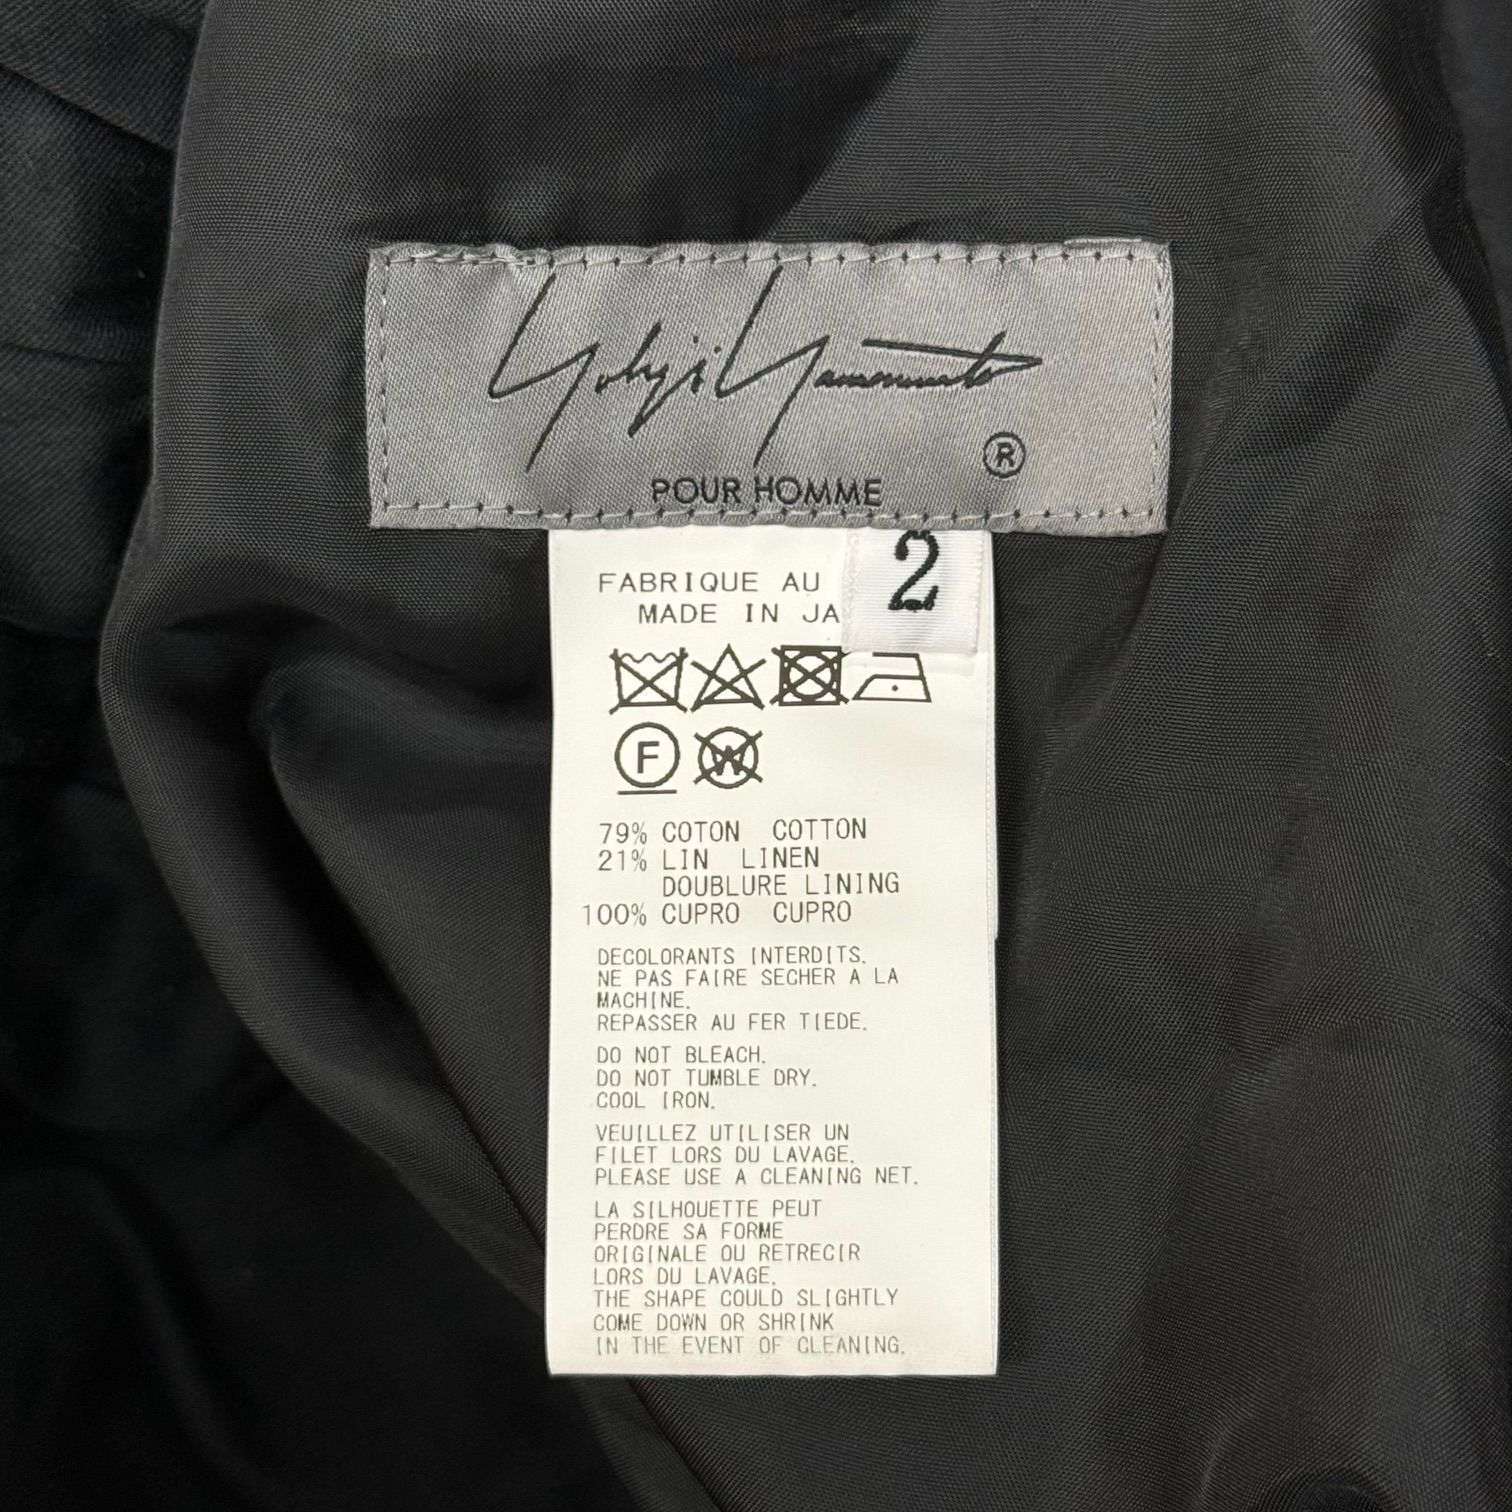 Yohji Yamamoto
®
POUR HOMME
2
FABRIQUE AU
MADE IN JA
F
W
79% COTON COTTON
21% LIN LINEN
DOUBLURE LINING
100% CUPRO CUPRO
DECOLORANTS INTERDITS.
NE PAS FAIRE SECHER A LA
MACHINE.
REPASSER AU FER TIEDE.
DO NOT BLEACH.
DO NOT TUMBLE DRY.
COOL IRON.
VEUILLEZ UTILISER UN
FILET LORS DU LAVAGE.
PLEASE USE A CLEANING NET.
LA SILHOUETTE PEUT
PERDRE SA FORME
ORIGINALE OU RETRECIR
LORS DU LAVAGE.
THE SHAPE COULD SLIGHTLY
COME DOWN OR SHRINK
IN THE EVENT OF CLEANING.